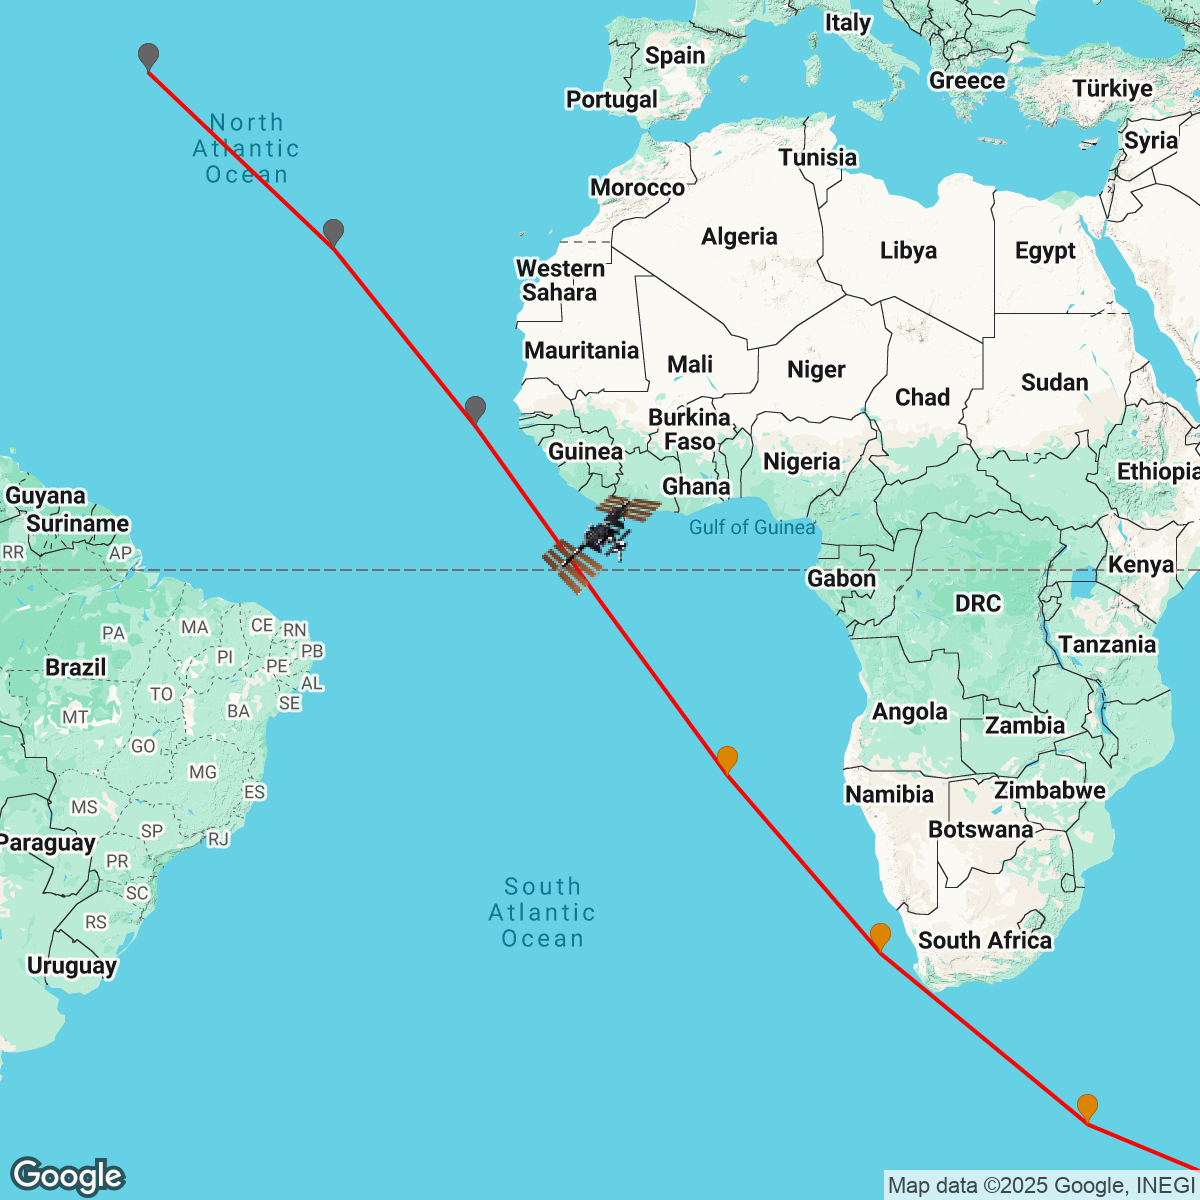 Italy
Spain
Greece
Türkiye
Portugal
North
Atlantic
Ocean
Syria
Tunisia
Morocco
Algeria
Libya
Egypt
Western
Sahara
Mauritania
Mali
Niger
Sudan
Chad
Burkina
Faso
Guinea
Nigeria
Ethiopia
Ghana
Guyana
Suriname
Gulf of Guinea
RR
AP
Kenya
Gabon
DRC
PA
MA
CE
RN
Tanzania
PI
PB
Brazil
PE
AL
TO
SE
MT
BA
Angola
Zambia
GO
MG
ES
Namibia
Zimbabwe
MS
SP
Botswana
Paraguay
RJ
PR
South
Atlantic
Ocean
SC
RS
South Africa
Uruguay
Google
Map data ©2025 Google, INEGI